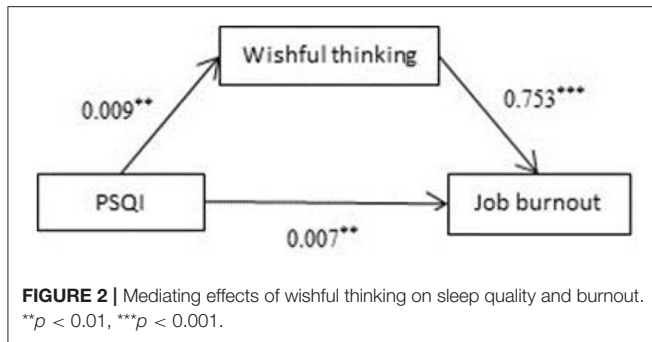 Wishful thinking
0.009**
0.753***
PSQI
Job burnout
0.007**
FIGURE 2 | Mediating effects of wishful thinking on sleep quality and burnout.
**p < 0.01, ***p < 0.001.